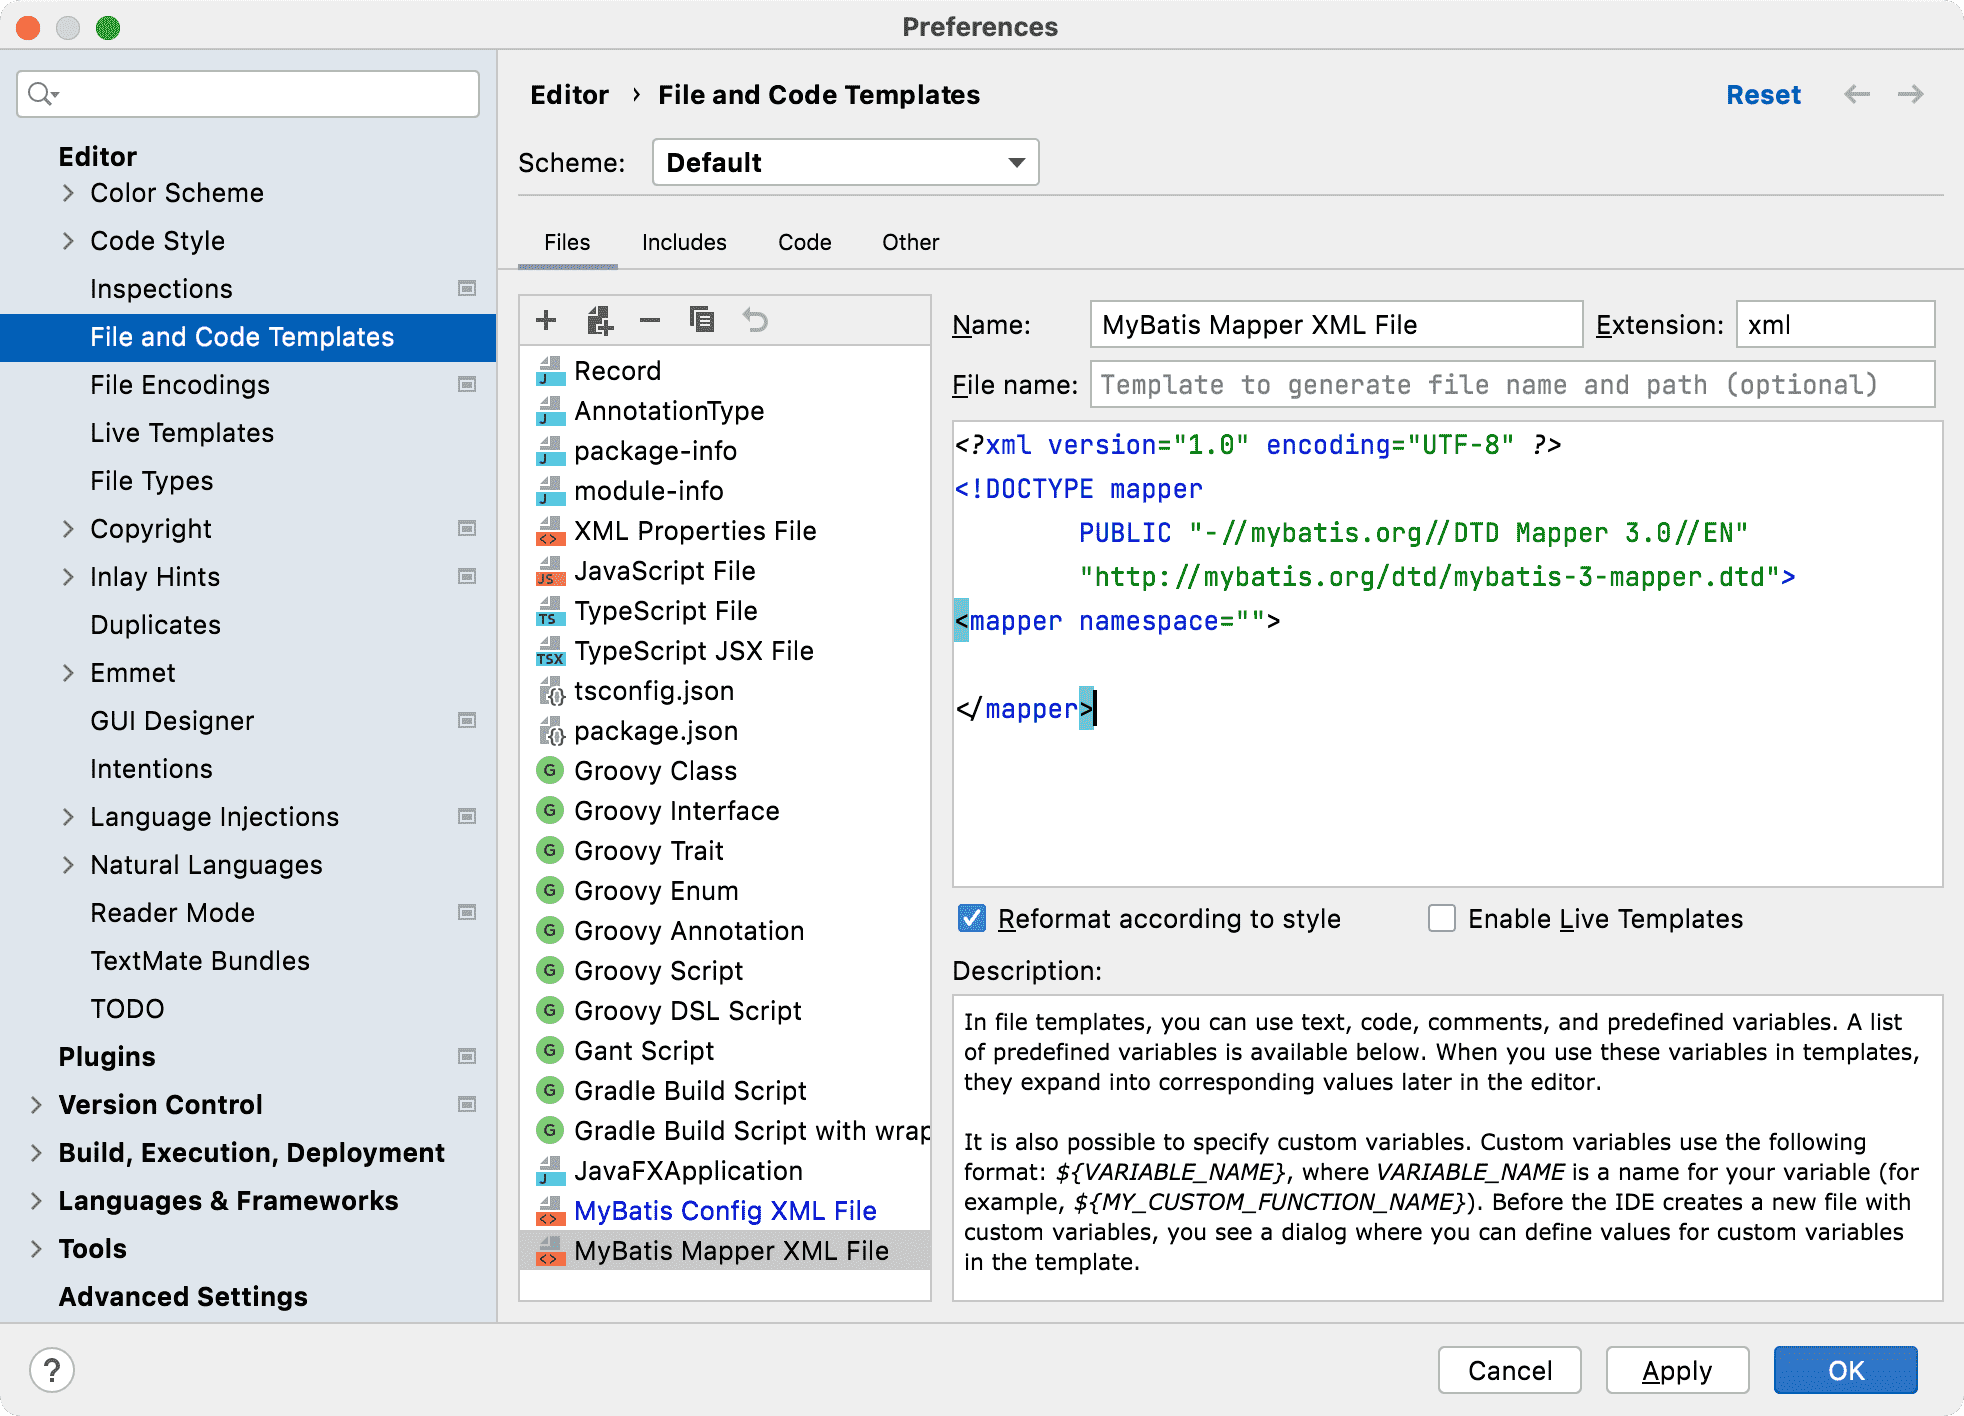 Preferences
Editor
Color Scheme
Code Style
Inspections
File and Code Templates
File Encodings
Live Templates
File Types
Copyright
Inlay Hints
Duplicates
Emmet
GUI Designer
Intentions
Language Injections
Natural Languages
Reader Mode
TextMate Bundles
TODO
Plugins
Version Control
Build, Execution, Deployment
Languages & Frameworks
Tools
Advanced Settings
Editor › File and Code Templates
Reset
Scheme: Default
Files Includes Code Other
Record
AnnotationType
package-info
module-info
XML Properties File
JavaScript File
TypeScript File
TypeScript JSX File
tsconfig.json
package.json
Groovy Class
Groovy Interface
Groovy Trait
Groovy Enum
Groovy Annotation
Groovy Script
Groovy DSL Script
Gant Script
Gradle Build Script
Gradle Build Script with wrap
JavaFXApplication
MyBatis Config XML File
MyBatis Mapper XML File
Name: MyBatis Mapper XML File Extension: xml
File name: Template to generate file name and path (optional)
<?xml version="1.0" encoding="UTF-8" ?>
<!DOCTYPE mapper
PUBLIC "-//mybatis.org//DTD Mapper 3.0//EN"
"http://mybatis.org/dtd/mybatis-3-mapper.dtd">
<mapper namespace="">
</mapper>
Reformat according to style Enable Live Templates
Description:
In file templates, you can use text, code, comments, and predefined variables. A list
of predefined variables is available below. When you use these variables in templates,
they expand into corresponding values later in the editor.
It is also possible to specify custom variables. Custom variables use the following
format: ${VARIABLE_NAME}, where VARIABLE_NAME is a name for your variable (for
example, ${MY_CUSTOM_FUNCTION_NAME}). Before the IDE creates a new file with
custom variables, you see a dialog where you can define values for custom variables
in the template.
? Cancel Apply OK